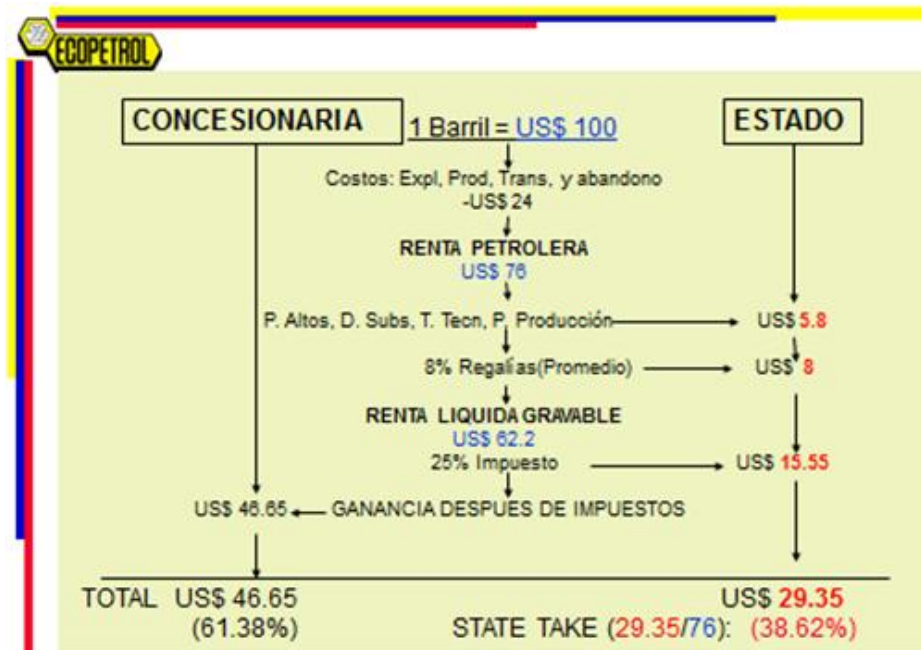 ECOPETROL
CONCESIONARIA
1 Barril = US$ 100
ESTADO
Costos: Expl, Prod, Trans, y abandono
-US$ 24
RENTA PETROLERA
US$ 76
P. Altos, D. Subs, T. Tecn, P, Producción
US$ 5.8
8% Regalías(Promedio)
US$ 8
RENTA LIQUIDA GRAVABLE
US$ 62.2
25% Impuesto
US$ 15.55
US$ 46.65
GANANCIA DESPUES DE IMPUESTOS
TOTAL US$ 46.65
US$ 29.35
(61.38%)
STATE TAKE (29.35/76): (38.62%)